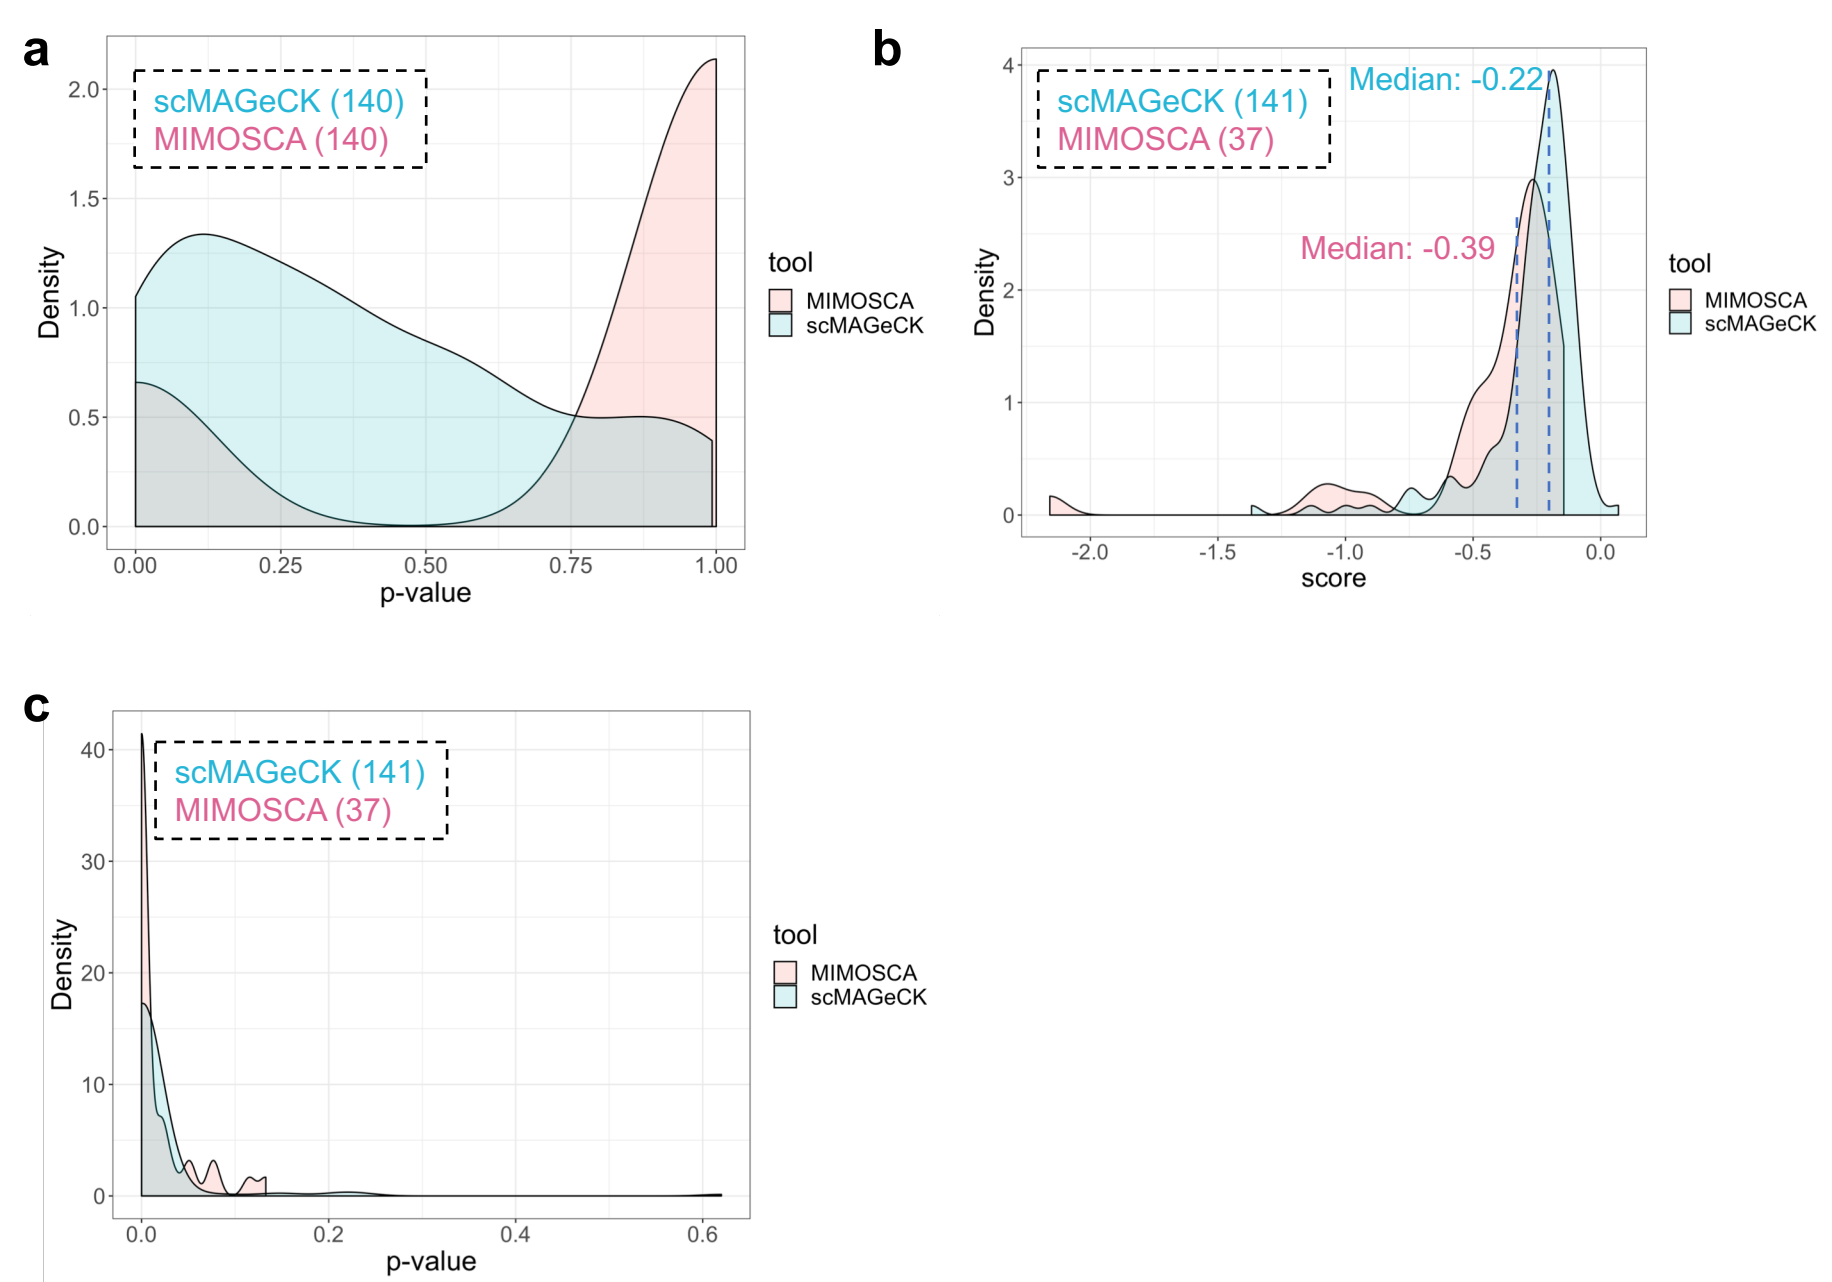 a
scMAGeCK (140)
MIMOSCA (140)
2.0
1.5
1.0
0.5
0.0
Density
0.00 0.25 0.50 0.75 1.00
p-value
tool
MIMOSCA
scMAGeCK
b
scMAGeCK (141)
MIMOSCA (37)
Median: -0.22
Median: -0.39
4
3
2
1
0
Density
-2.0 -1.5 -1.0 -0.5 0.0
score
tool
MIMOSCA
scMAGeCK
c
scMAGeCK (141)
MIMOSCA (37)
40
30
20
10
0
Density
0.0 0.2 0.4 0.6
p-value
tool
MIMOSCA
scMAGeCK